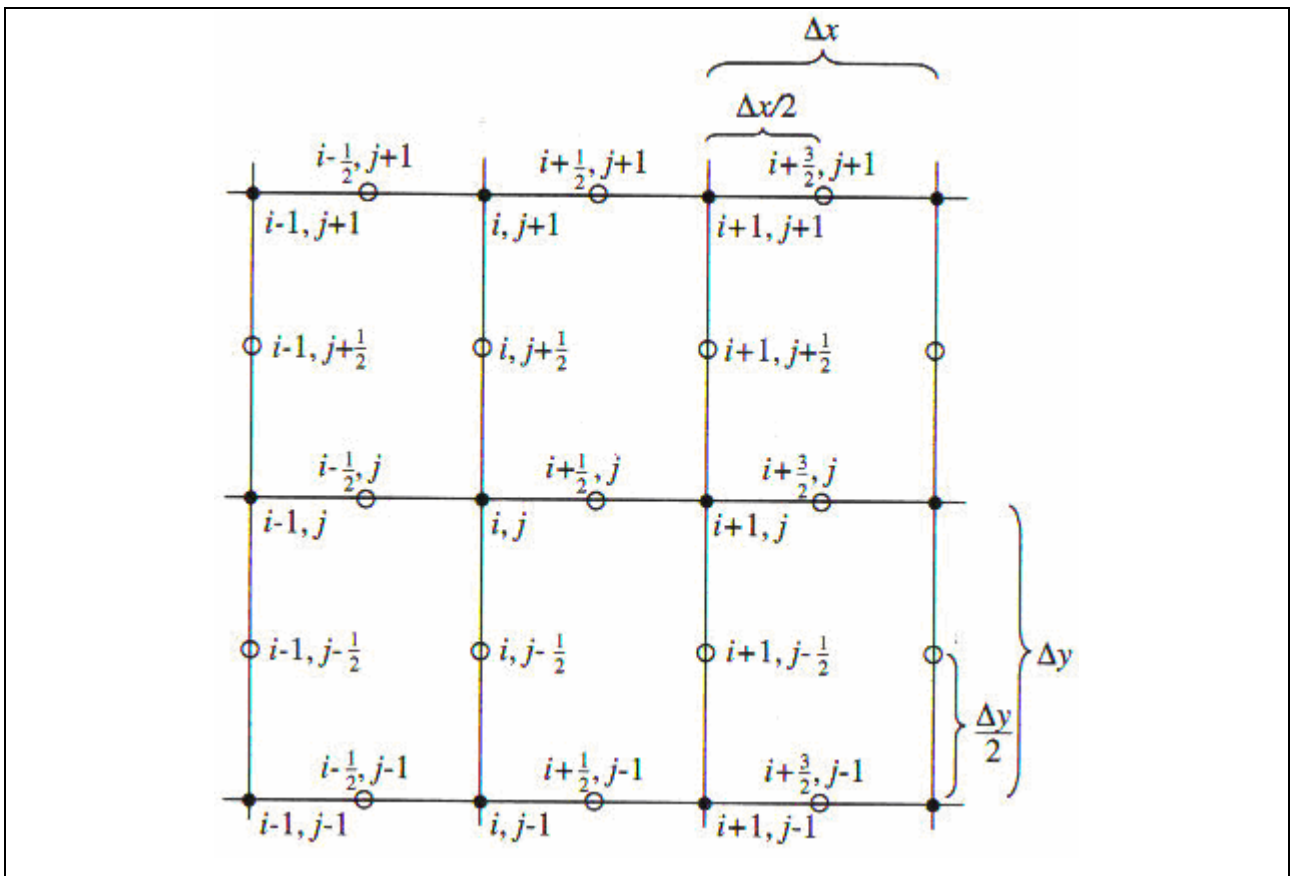 Δx
Δx/2
i-1/2, j+1 i+1/2, j+1 i+3/2, j+1
i-1, j+1 i, j+1 i+1, j+1
i-1, j+1/2 i, j+1/2 i+1, j+1/2
i-1/2, j i+1/2, j i+3/2, j
i-1, j i, j i+1, j
i-1, j-1/2 i, j-1/2 i+1, j-1/2
Δy
Δy/2
i-1/2, j-1 i+1/2, j-1 i+3/2, j-1
i-1, j-1 i, j-1 i+1, j-1